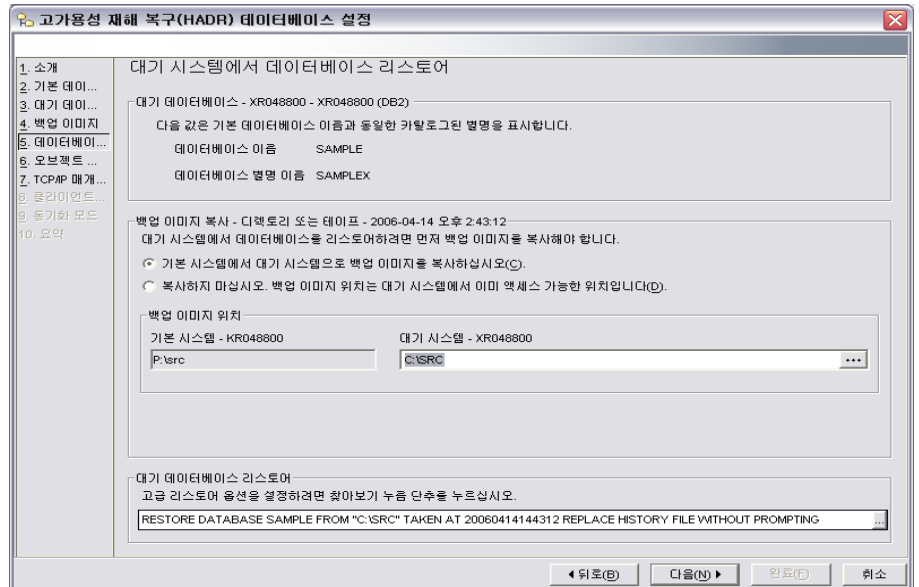 고가용성 재해 복구(HADR) 데이터베이스 설정
1. 소개
2. 기본 데이...
3. 대기 데이...
4. 백업 이미지
5. 데이터베이...
6. 오브젝트 ...
7. TCP/IP 매개...
8. 클라이언트...
9. 동기화 모드
10. 요약
대기 시스템에서 데이터베이스 리스토어
대기 데이터베이스 - XR048800 - XR048800 (DB2)
다음 값은 기본 데이터베이스 이름과 동일한 카탈로그된 별명을 표시합니다.
데이터베이스 이름 SAMPLE
데이터베이스 별명 이름 SAMPLEX
백업 이미지 복사 - 디렉토리 또는 테이프 - 2006-04-14 오후 2:43:12
대기 시스템에서 데이터베이스를 리스토어하려면 먼저 백업 이미지를 복사해야 합니다.
기본 시스템에서 대기 시스템으로 백업 이미지를 복사하십시오(C).
복사하지 마십시오. 백업 이미지 위치는 대기 시스템에서 이미 액세스 가능한 위치입니다(D).
백업 이미지 위치
기본 시스템 - KR048800 대기 시스템 - XR048800
P:\src C:\SRC ...
대기 데이터베이스 리스토어
고급 리스토어 옵션을 설정하려면 찾아보기 누음 단추를 누르십시오.
RESTORE DATABASE SAMPLE FROM "C:\SRC" TAKEN AT 20060414144312 REPLACE HISTORY FILE WITHOUT PROMPTING ...
뒤로(B) 다음(N) 완료(F) 취소